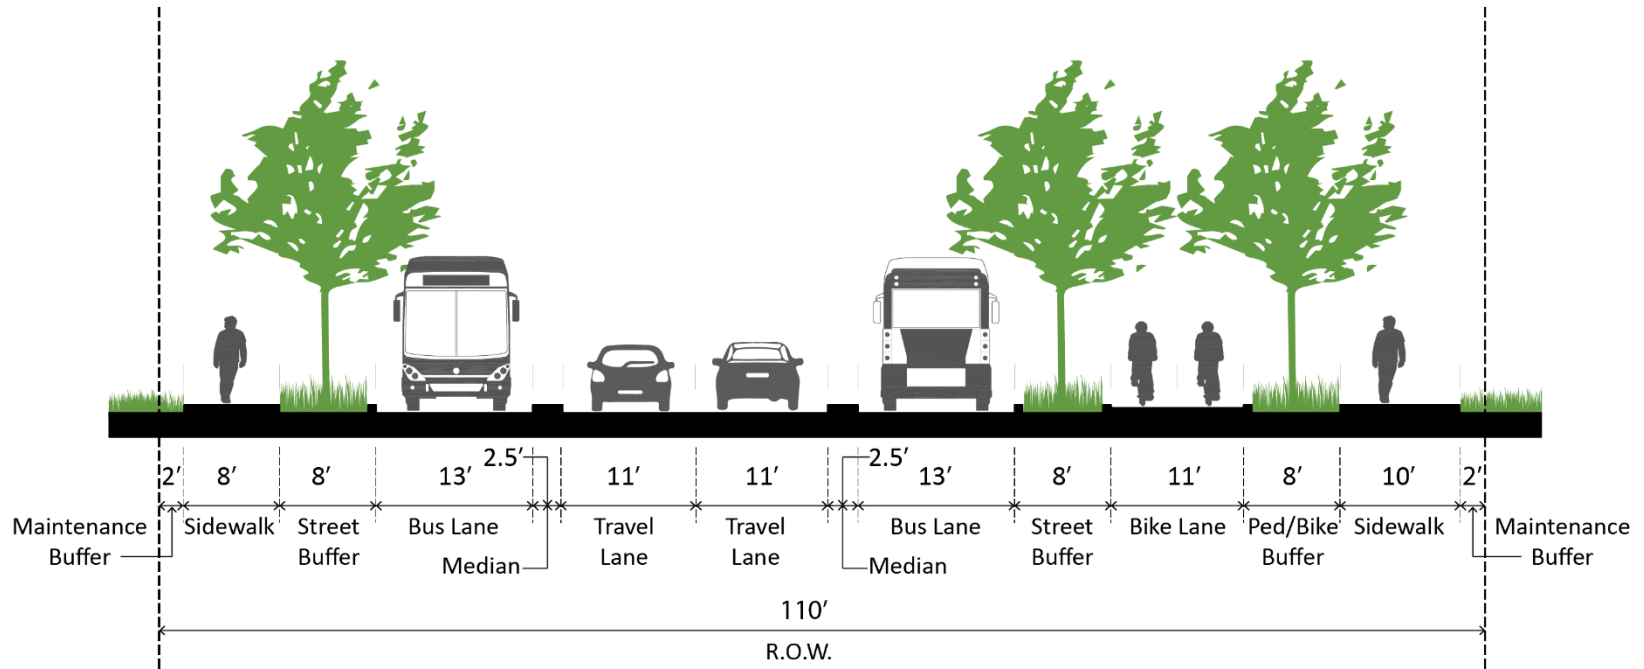 2’ 8’ 8’ 13’ 2.5’ 11’ 11’ 2.5’ 13’ 8’ 11’ 8’ 10’ 2’
Maintenance
Buffer
Sidewalk
Street
Buffer
Bus Lane
Median
Travel
Lane
Travel
Lane
Median
Bus Lane
Street
Buffer
Bike Lane
Ped/Bike
Buffer
Sidewalk
Maintenance
Buffer
110’
R.O.W.